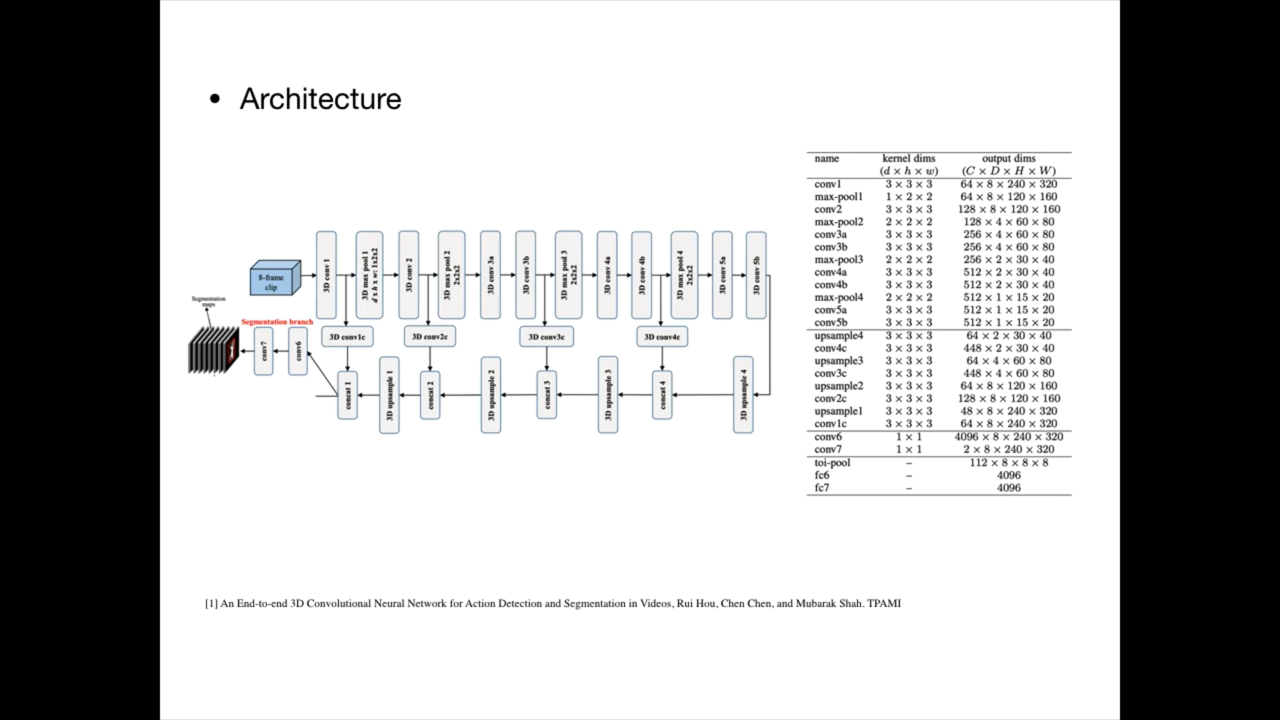 • Architecture
8-frame
clip
3D conv 1
3D max pool 1
d x h x w: 1x2x2
3D conv 2
3D max pool 2
2x2x2
3D conv 3a
3D conv 3b
3D max pool 3
2x2x2
3D conv 4a
3D conv 4b
3D max pool 4
2x2x2
3D conv 5a
3D conv 5b
Segmentation
maps
Segmentation branch
conv7
conv6
3D conv1c
3D conv2c
3D conv3c
3D conv4c
concat 1
3D upsample 1
concat 2
3D upsample 2
concat 3
3D upsample 3
concat 4
3D upsample 4
name kernel dims output dims
(d × h × w) (C × D × H × W)
conv1 3 × 3 × 3 64 × 8 × 240 × 320
max-pool1 1 × 2 × 2 64 × 8 × 120 × 160
conv2 3 × 3 × 3 128 × 8 × 120 × 160
max-pool2 2 × 2 × 2 128 × 4 × 60 × 80
conv3a 3 × 3 × 3 256 × 4 × 60 × 80
conv3b 3 × 3 × 3 256 × 4 × 60 × 80
max-pool3 2 × 2 × 2 256 × 2 × 30 × 40
conv4a 3 × 3 × 3 512 × 2 × 30 × 40
conv4b 3 × 3 × 3 512 × 2 × 30 × 40
max-pool4 2 × 2 × 2 512 × 1 × 15 × 20
conv5a 3 × 3 × 3 512 × 1 × 15 × 20
conv5b 3 × 3 × 3 512 × 1 × 15 × 20
upsample4 3 × 3 × 3 64 × 2 × 30 × 40
conv4c 3 × 3 × 3 448 × 2 × 30 × 40
upsample3 3 × 3 × 3 64 × 4 × 60 × 80
conv3c 3 × 3 × 3 448 × 4 × 60 × 80
upsample2 3 × 3 × 3 64 × 8 × 120 × 160
conv2c 3 × 3 × 3 128 × 8 × 120 × 160
upsample1 3 × 3 × 3 48 × 8 × 240 × 320
conv1c 3 × 3 × 3 64 × 8 × 240 × 320
conv6 1 × 1 4096 × 8 × 240 × 320
conv7 1 × 1 2 × 8 × 240 × 320
toi-pool – 112 × 8 × 8 × 8
fc6 – 4096
fc7 – 4096
[1] An End-to-end 3D Convolutional Neural Network for Action Detection and Segmentation in Videos, Rui Hou, Chen Chen, and Mubarak Shah. TPAMI